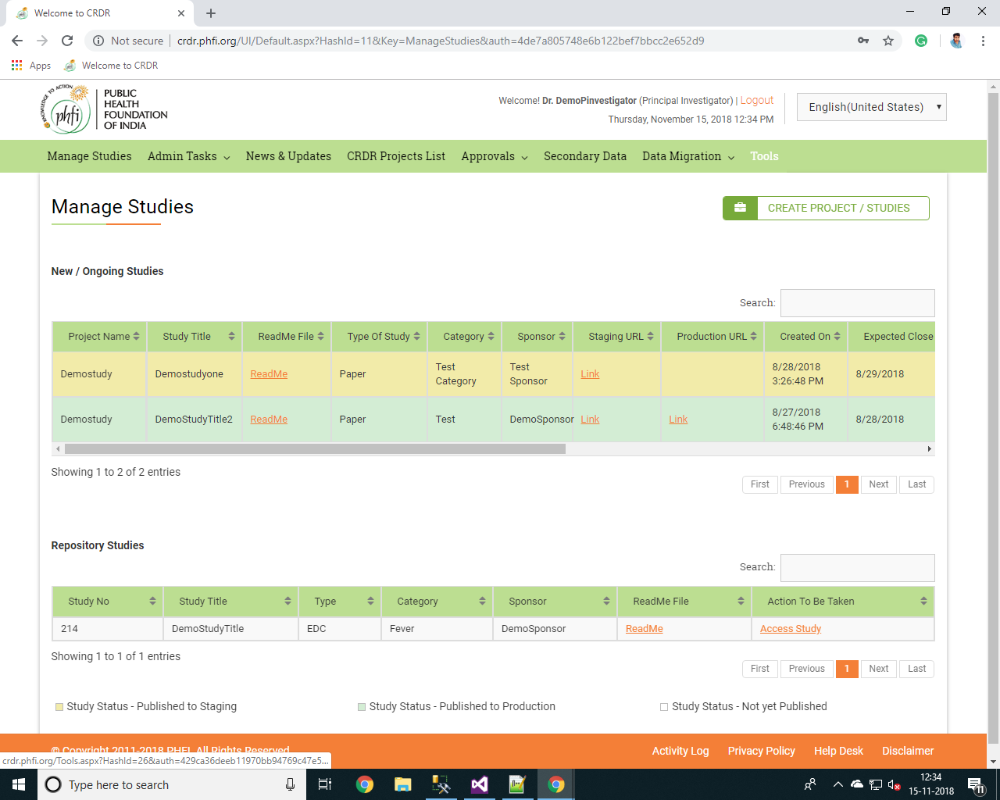 Welcome to CRDR
Not secure
crdr.phfi.org/UI/Default.aspx?HashId=11&Key=ManageStudies&auth=4de7a805748e6b122bef7bbcc2e652d9
Apps
Welcome to CRDR
KNOWLEDGE TO ACTION
phfi
PUBLIC
HEALTH
FOUNDATION
OF INDIA
Welcome! Dr. DemoPinvestigator (Principal Investigator) | Logout
Thursday, November 15, 2018 12:34 PM
English(United States)
Manage Studies Admin Tasks News & Updates CRDR Projects List Approvals Secondary Data Data Migration Tools
Manage Studies
CREATE PROJECT / STUDIES
New / Ongoing Studies
Search:
Project Name Study Title ReadMe File Type Of Study Category Sponsor Staging URL Production URL Created On Expected Close
Demostudy Demostudyone ReadMe Paper Test Category Test Sponsor Link 8/28/2018 3:26:48 PM 8/29/2018
Demostudy DemoStudyTitle2 ReadMe Paper Test DemoSponsor Link Link 8/27/2018 6:48:46 PM 8/28/2018
Showing 1 to 2 of 2 entries
First Previous 1 Next Last
Repository Studies
Search:
Study No Study Title Type Category Sponsor ReadMe File Action To Be Taken
214 DemoStudyTitle EDC Fever DemoSponsor ReadMe Access Study
Showing 1 to 1 of 1 entries
First Previous 1 Next Last
Study Status - Published to Staging
Study Status - Published to Production
Study Status - Not yet Published
© Copyright 2011-2018 PHFI. All Rights Reserved
Activity Log Privacy Policy Help Desk Disclaimer
crdr.phfi.org/Tools.aspx?HashId=26&auth=429ca36deeb11970bb94769c47e5...
Type here to search
12:34
15-11-2018
11